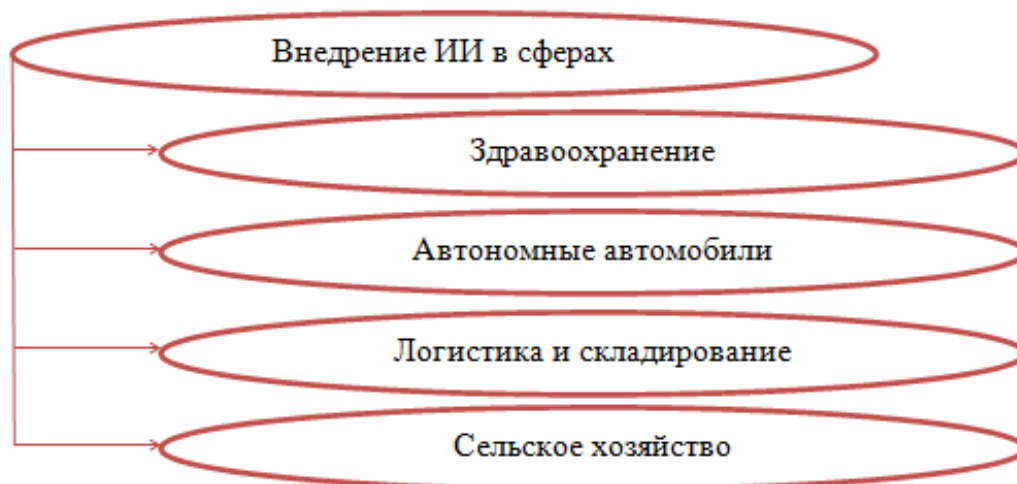 Внедрение ИИ в сферах
Здравоохранение
Автономные автомобили
Логистика и складирование
Сельское хозяйство